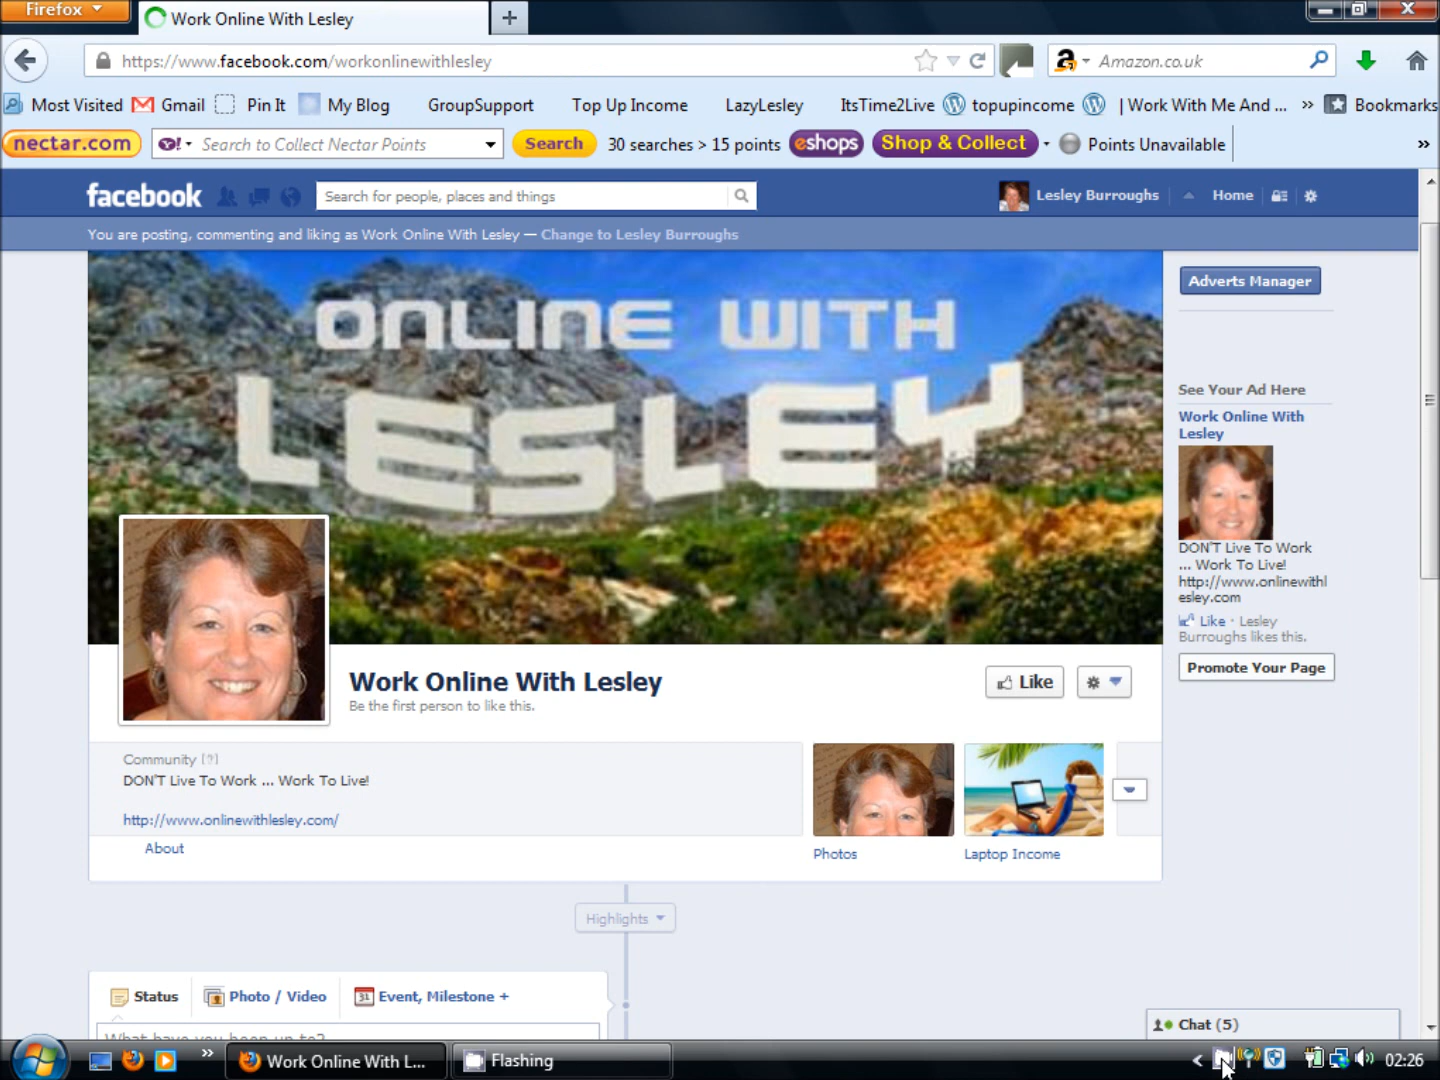 Firefox
Work Online With Lesley
https://www.facebook.com/workonlinewithlesley
Amazon.co.uk
Most Visited Gmail Pin It My Blog GroupSupport Top Up Income LazyLesley ItsTime2Live topupincome | Work With Me And ... » Bookmarks
nectar.com Search to Collect Nectar Points Search 30 searches > 15 points eshops Shop & Collect Points Unavailable »
facebook Search for people, places and things Lesley Burroughs Home
You are posting, commenting and liking as Work Online With Lesley — Change to Lesley Burroughs
ONLINE WITH
LESLEY
Adverts Manager
See Your Ad Here
Work Online With
Lesley
DON'T Live To Work
... Work To Live!
http://www.onlinewithl
esley.com
Like · Lesley
Burroughs likes this.
Promote Your Page
Work Online With Lesley
Be the first person to like this.
Like
Community [?]
DON'T Live To Work ... Work To Live!
http://www.onlinewithlesley.com/
About
Photos
Laptop Income
Highlights
Status Photo / Video 31 Event, Milestone +
What have you been up to?
Chat (5)
» Work Online With L... Flashing < 02:26